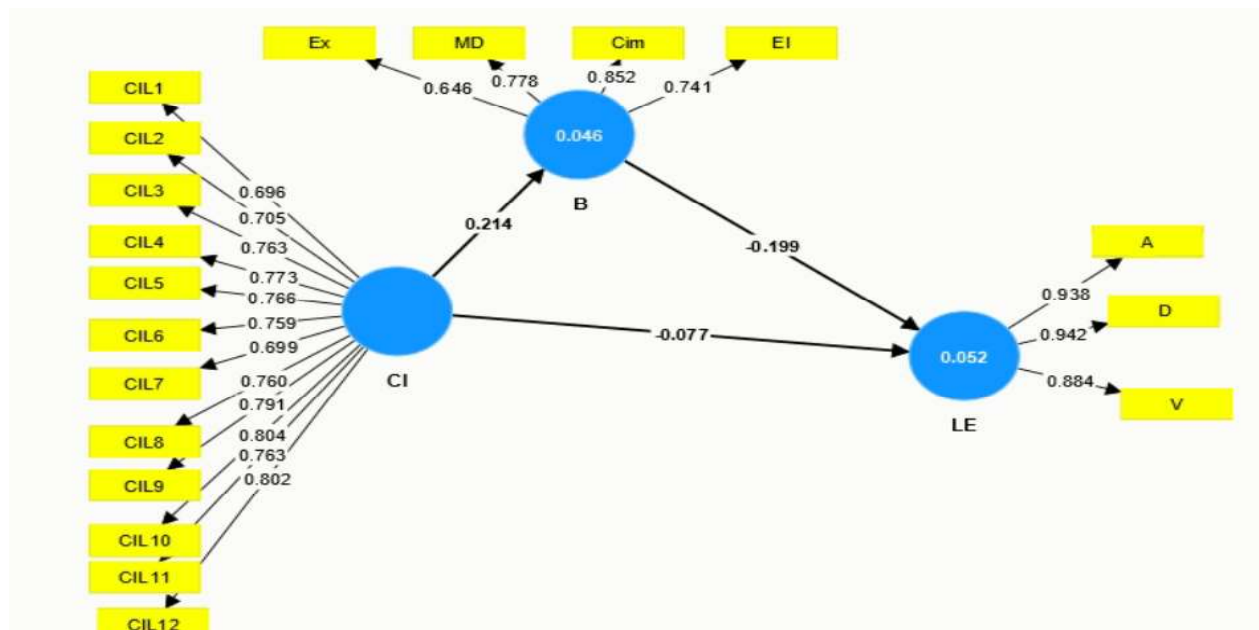 Ex
MD
Cim
EI
0.646
0.778
0.852
0.741
CIL1
CIL2
CIL3
CIL4
CIL5
CIL6
CIL7
CIL8
CIL9
CIL10
CIL11
CIL12
0.696
0.705
0.763
0.773
0.766
0.759
0.699
0.760
0.791
0.804
0.763
0.802
0.046
B
0.214
-0.199
CI
-0.077
0.052
LE
0.938
0.942
0.884
A
D
V